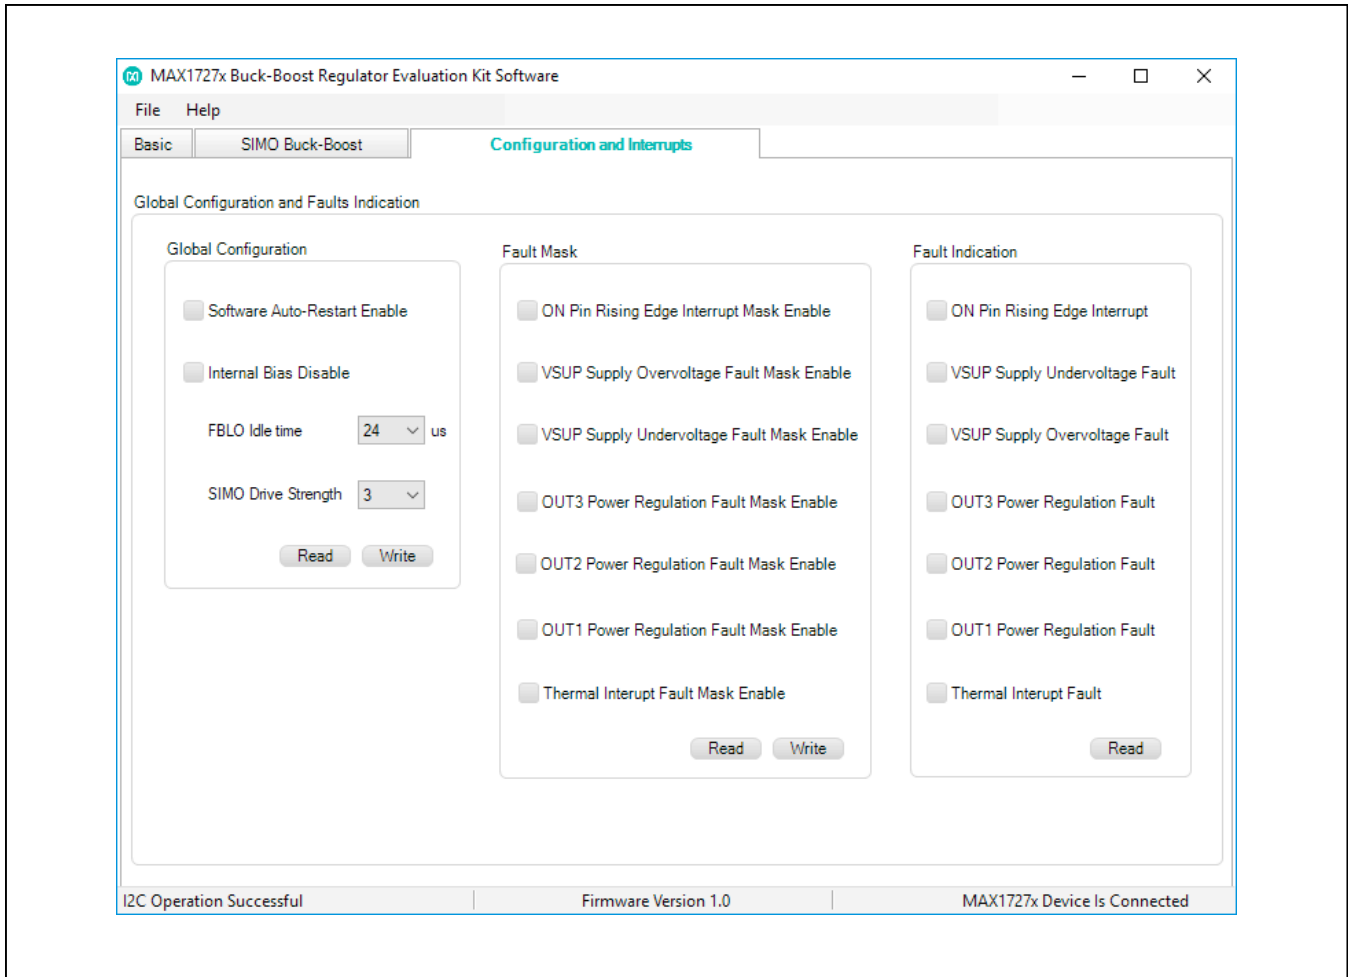 MAX1727x Buck-Boost Regulator Evaluation Kit Software
File Help
Basic SIMO Buck-Boost Configuration and Interrupts
Global Configuration and Faults Indication
Global Configuration
Software Auto-Restart Enable
Internal Bias Disable
FBLO Idle time 24 us
SIMO Drive Strength 3
Read Write
Fault Mask
ON Pin Rising Edge Interrupt Mask Enable
VSUP Supply Overvoltage Fault Mask Enable
VSUP Supply Undervoltage Fault Mask Enable
OUT3 Power Regulation Fault Mask Enable
OUT2 Power Regulation Fault Mask Enable
OUT1 Power Regulation Fault Mask Enable
Thermal Interupt Fault Mask Enable
Read Write
Fault Indication
ON Pin Rising Edge Interrupt
VSUP Supply Undervoltage Fault
VSUP Supply Overvoltage Fault
OUT3 Power Regulation Fault
OUT2 Power Regulation Fault
OUT1 Power Regulation Fault
Thermal Interupt Fault
Read
I2C Operation Successful Firmware Version 1.0 MAX1727x Device Is Connected